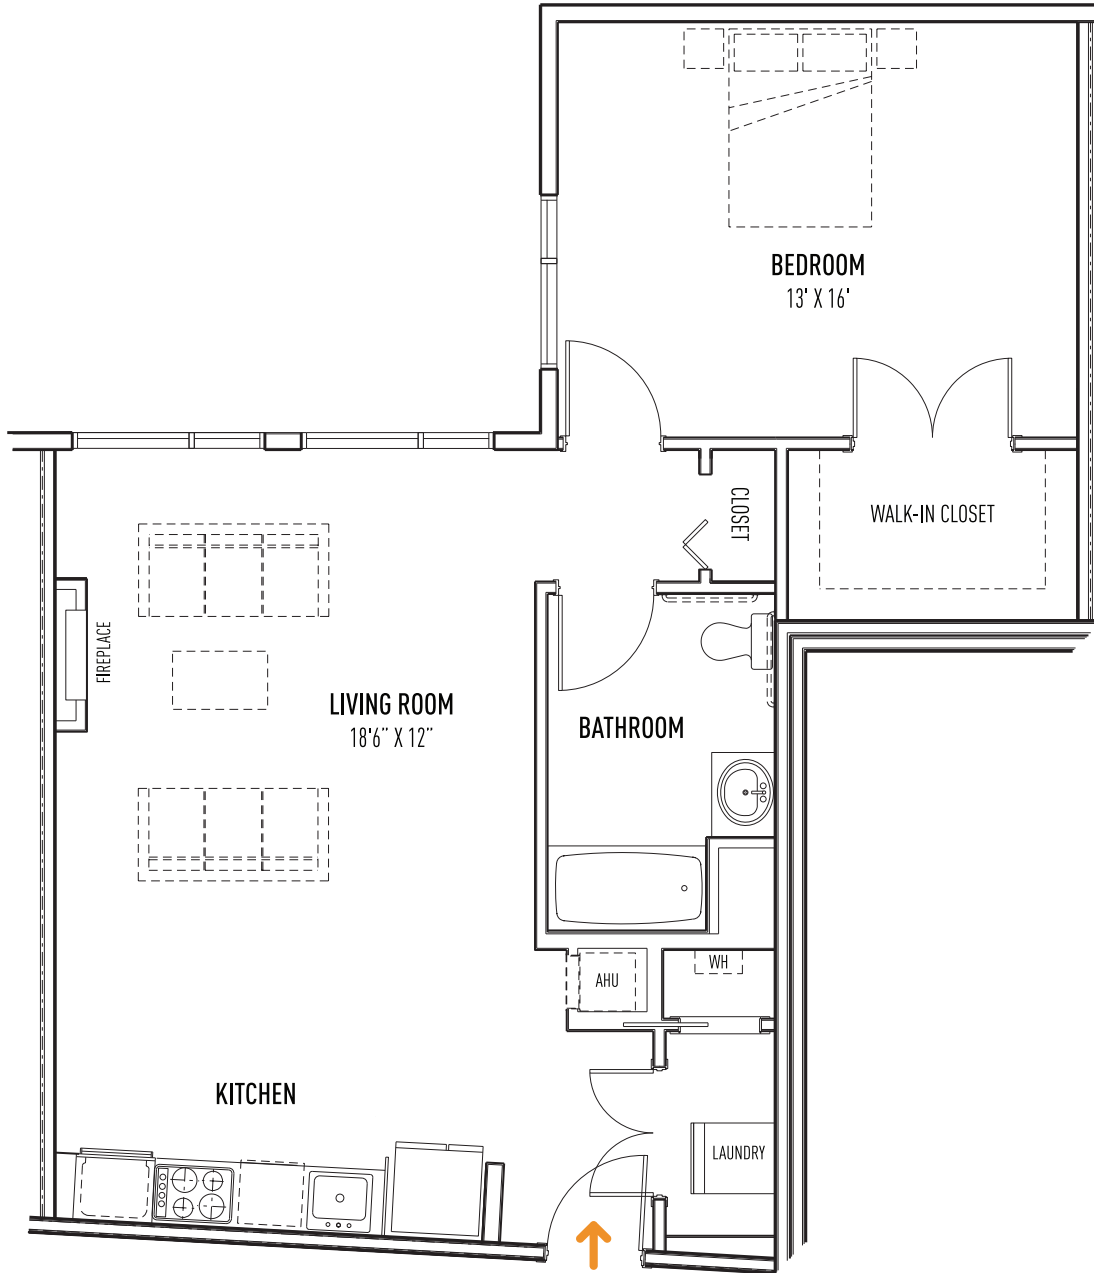 BEDROOM
13' X 16'
CLOSET
WALK-IN CLOSET
FIREPLACE
LIVING ROOM
18'6” X 12”
BATHROOM
WH
AHU
KITCHEN
LAUNDRY